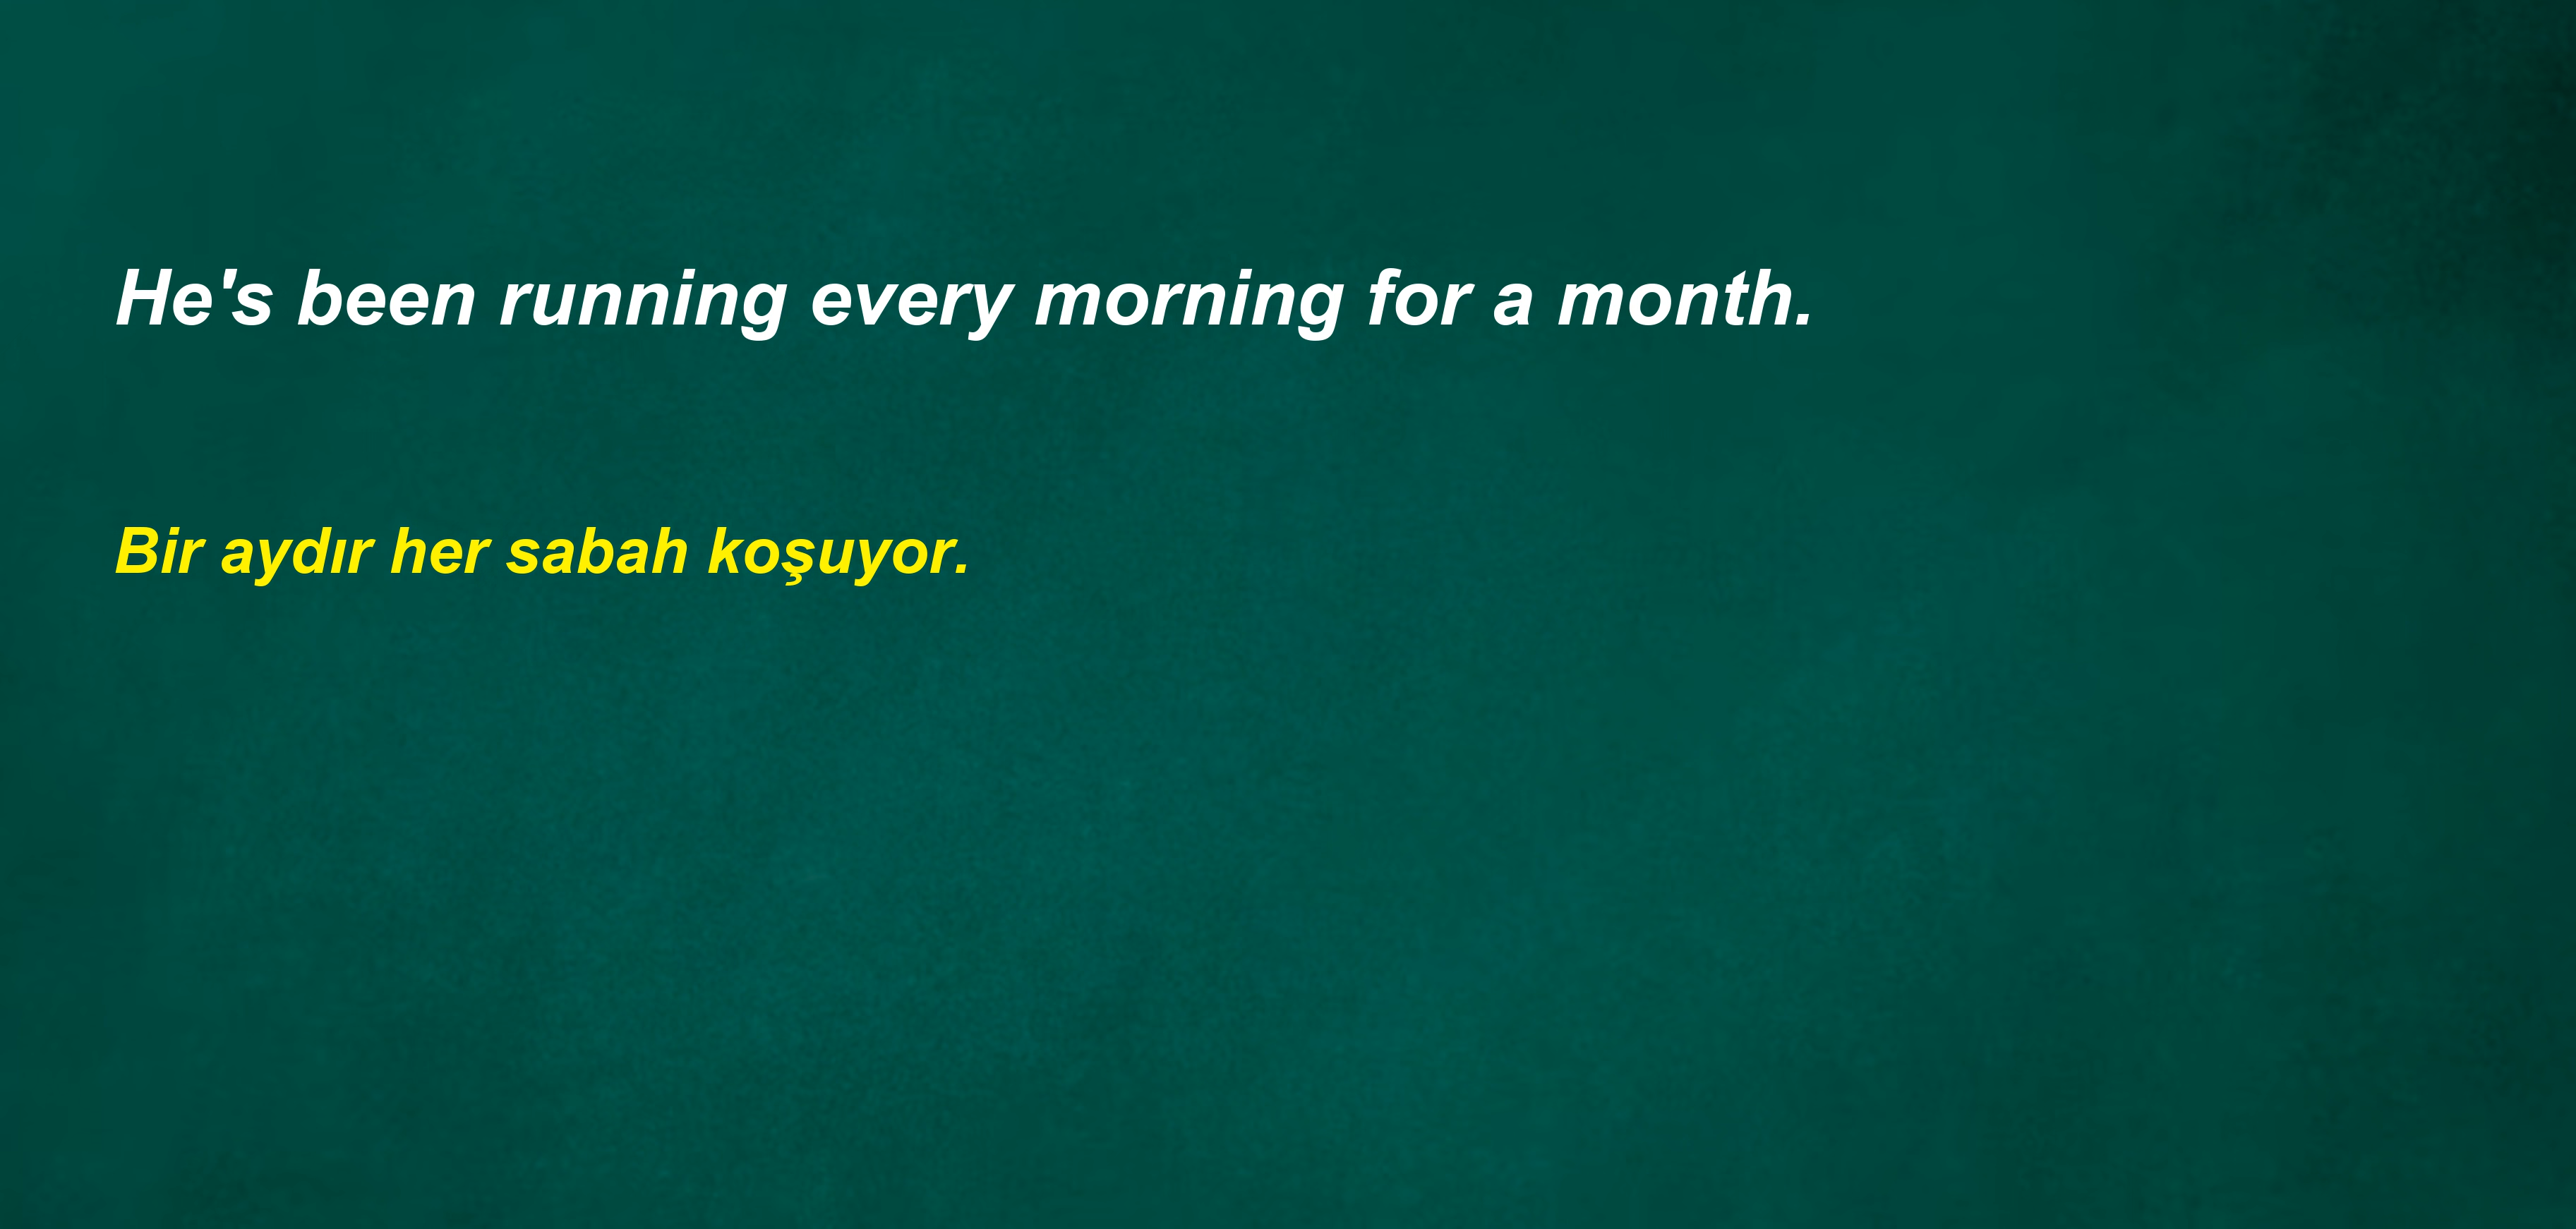 He's been running every morning for a month.
Bir aydır her sabah koşuyor.